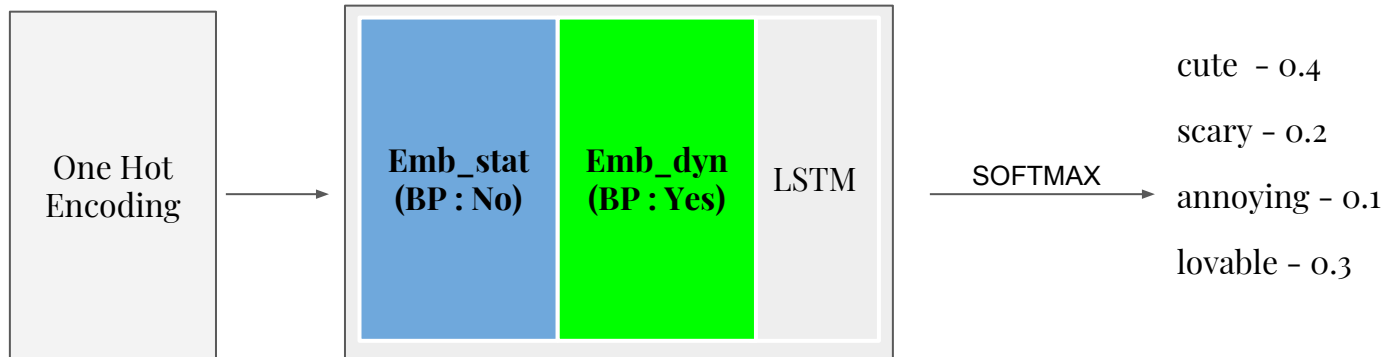 One Hot
Encoding
Emb_stat
(BP : No)
Emb_dyn
(BP : Yes)
LSTM
SOFTMAX
cute - 0.4
scary - 0.2
annoying - 0.1
lovable - 0.3